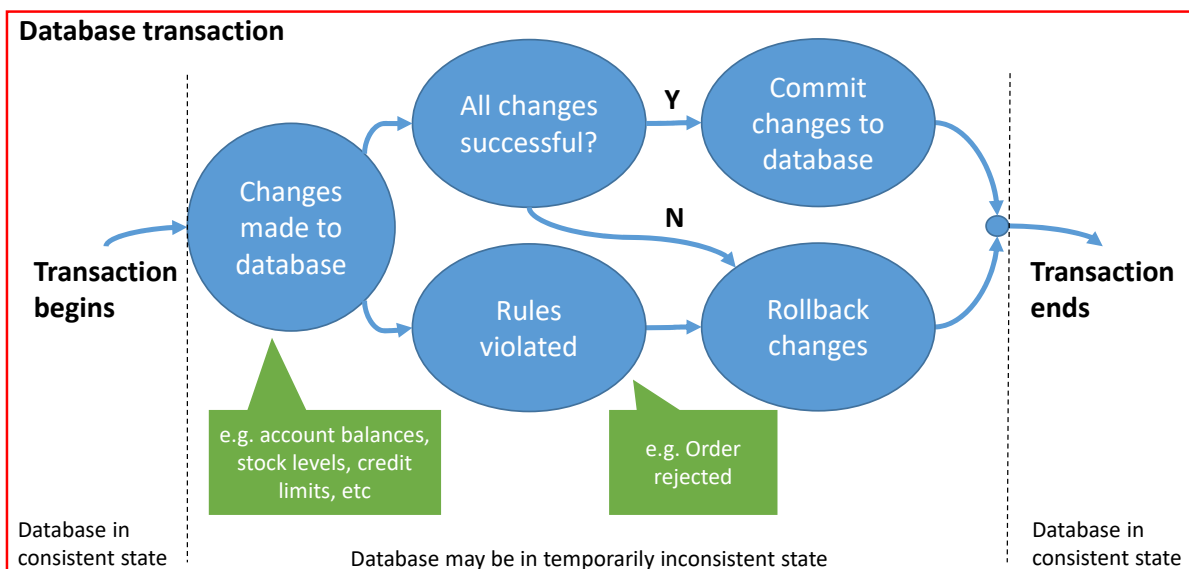 Database transaction
All changes
successful?
Y
Commit
changes to
database
Changes
made to
database
N
Transaction
begins
Rules
violated
Rollback
changes
Transaction
ends
e.g. account balances,
stock levels, credit
limits, etc
e.g. Order
rejected
Database in
consistent state
Database may be in temporarily inconsistent state
Database in
consistent state